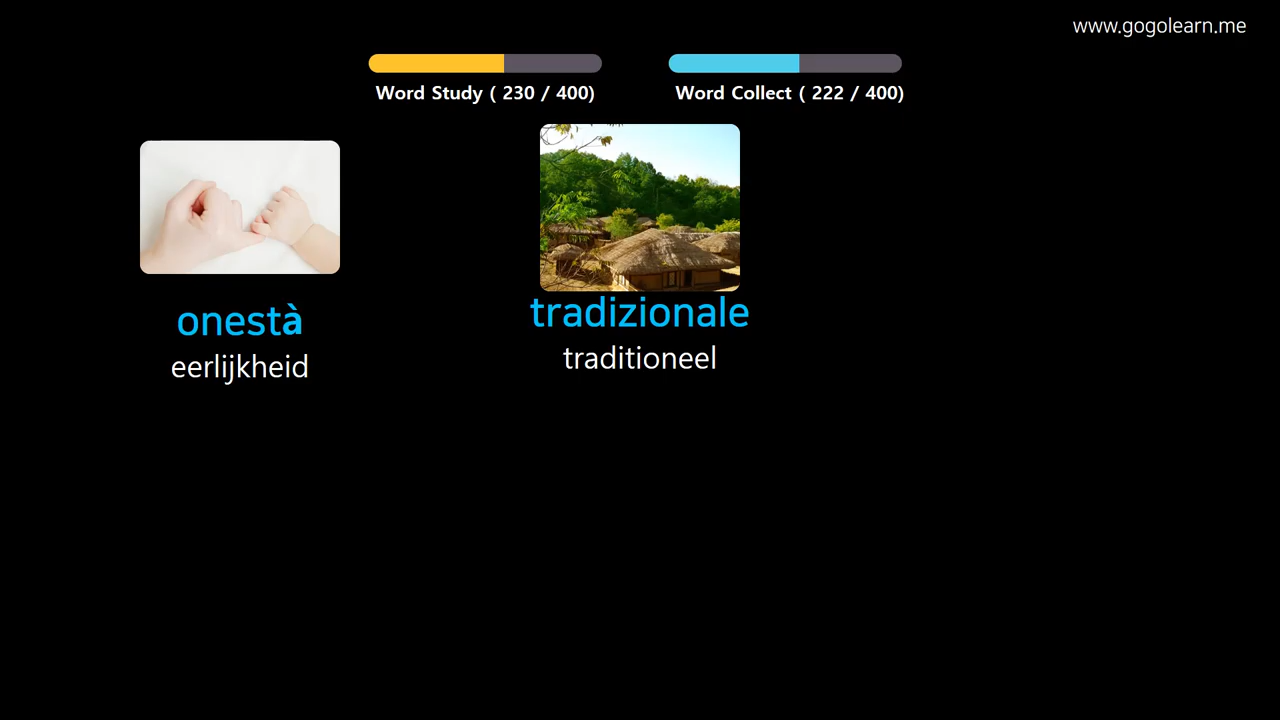 www.gogolearn.me
Word Study ( 230 / 400)
Word Collect ( 222 / 400)
onestà
eerlijkheid
tradizionale
traditioneel